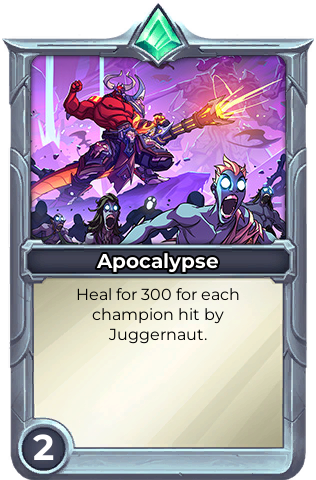 Apocalypse
Heal for 300 for each
champion hit by
Juggernaut.
2